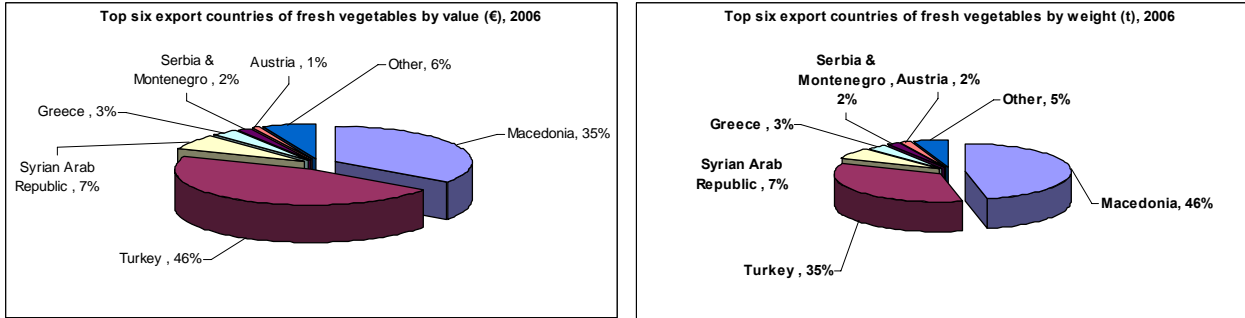 Top six export countries of fresh vegetables by value (€), 2006
Serbia &
Montenegro , 2%
Austria , 1%
Other, 6%
Greece , 3%
Macedonia, 35%
Syrian Arab
Republic , 7%
Turkey , 46%
Top six export countries of fresh vegetables by weight (t), 2006
Serbia &
Montenegro ,
2%
Austria , 2%
Other, 5%
Greece , 3%
Syrian Arab
Republic , 7%
Macedonia, 46%
Turkey , 35%